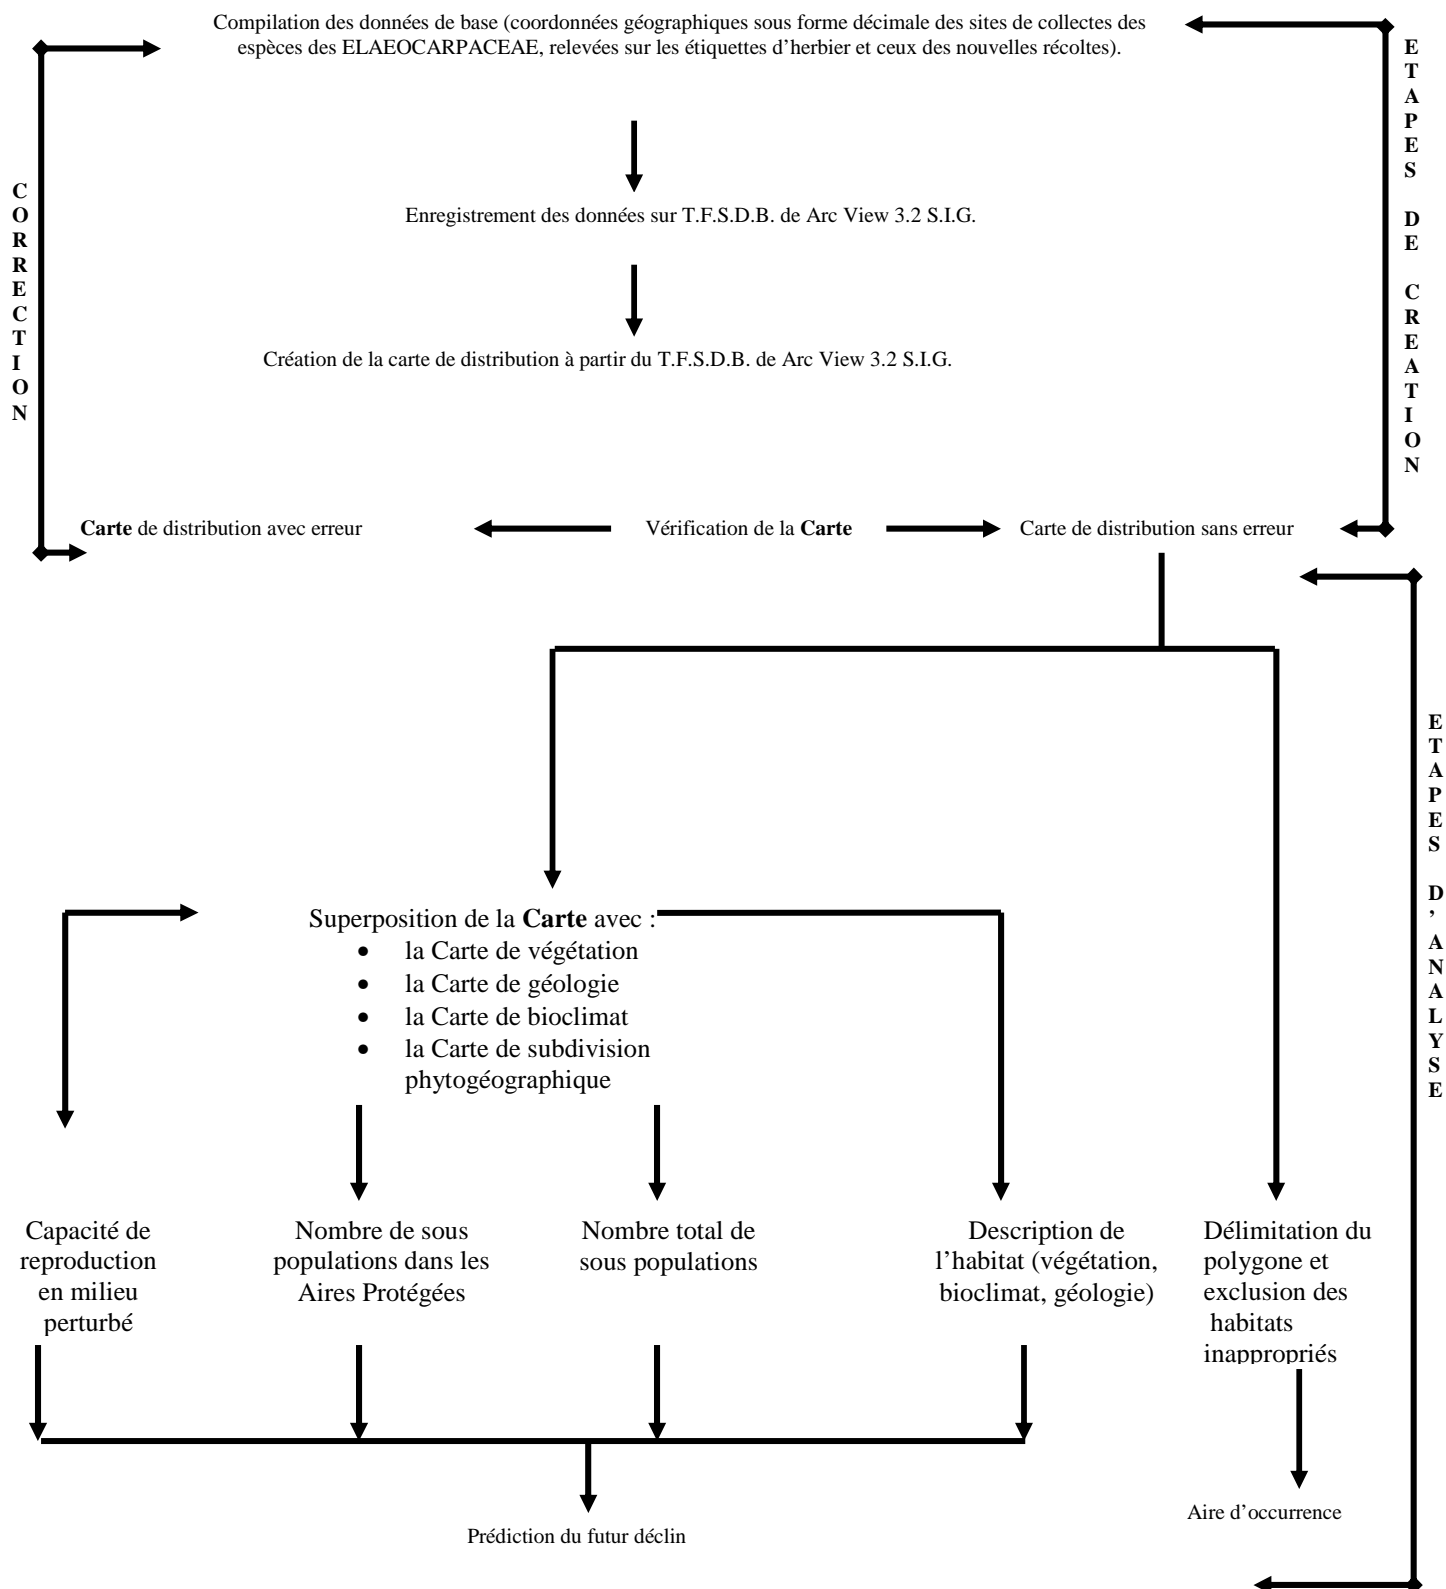 Compilation des données de base (coordonnées géographiques sous forme décimale des sites de collectes des
espèces des ELAEOCARPACEAE, relevées sur les étiquettes d’herbier et ceux des nouvelles récoltes).
ETAPES DE CREATION
CORRECTION
Enregistrement des données sur T.F.S.D.B. de Arc View 3.2 S.I.G.
Création de la carte de distribution à partir du T.F.S.D.B. de Arc View 3.2 S.I.G.
Carte de distribution avec erreur
Vérification de la Carte
Carte de distribution sans erreur
ETAPES D’ANALYSE
Superposition de la Carte avec :
• la Carte de végétation
• la Carte de géologie
• la Carte de bioclimat
• la Carte de subdivision
phytogéographique
Capacité de
reproduction
en milieu
perturbé
Nombre de sous
populations dans les
Aires Protégées
Nombre total de
sous populations
Description de
l’habitat (végétation,
bioclimat, géologie)
Délimitation du
polygone et
exclusion des
habitats
inappropriés
Aire d’occurrence
Prédiction du futur déclin